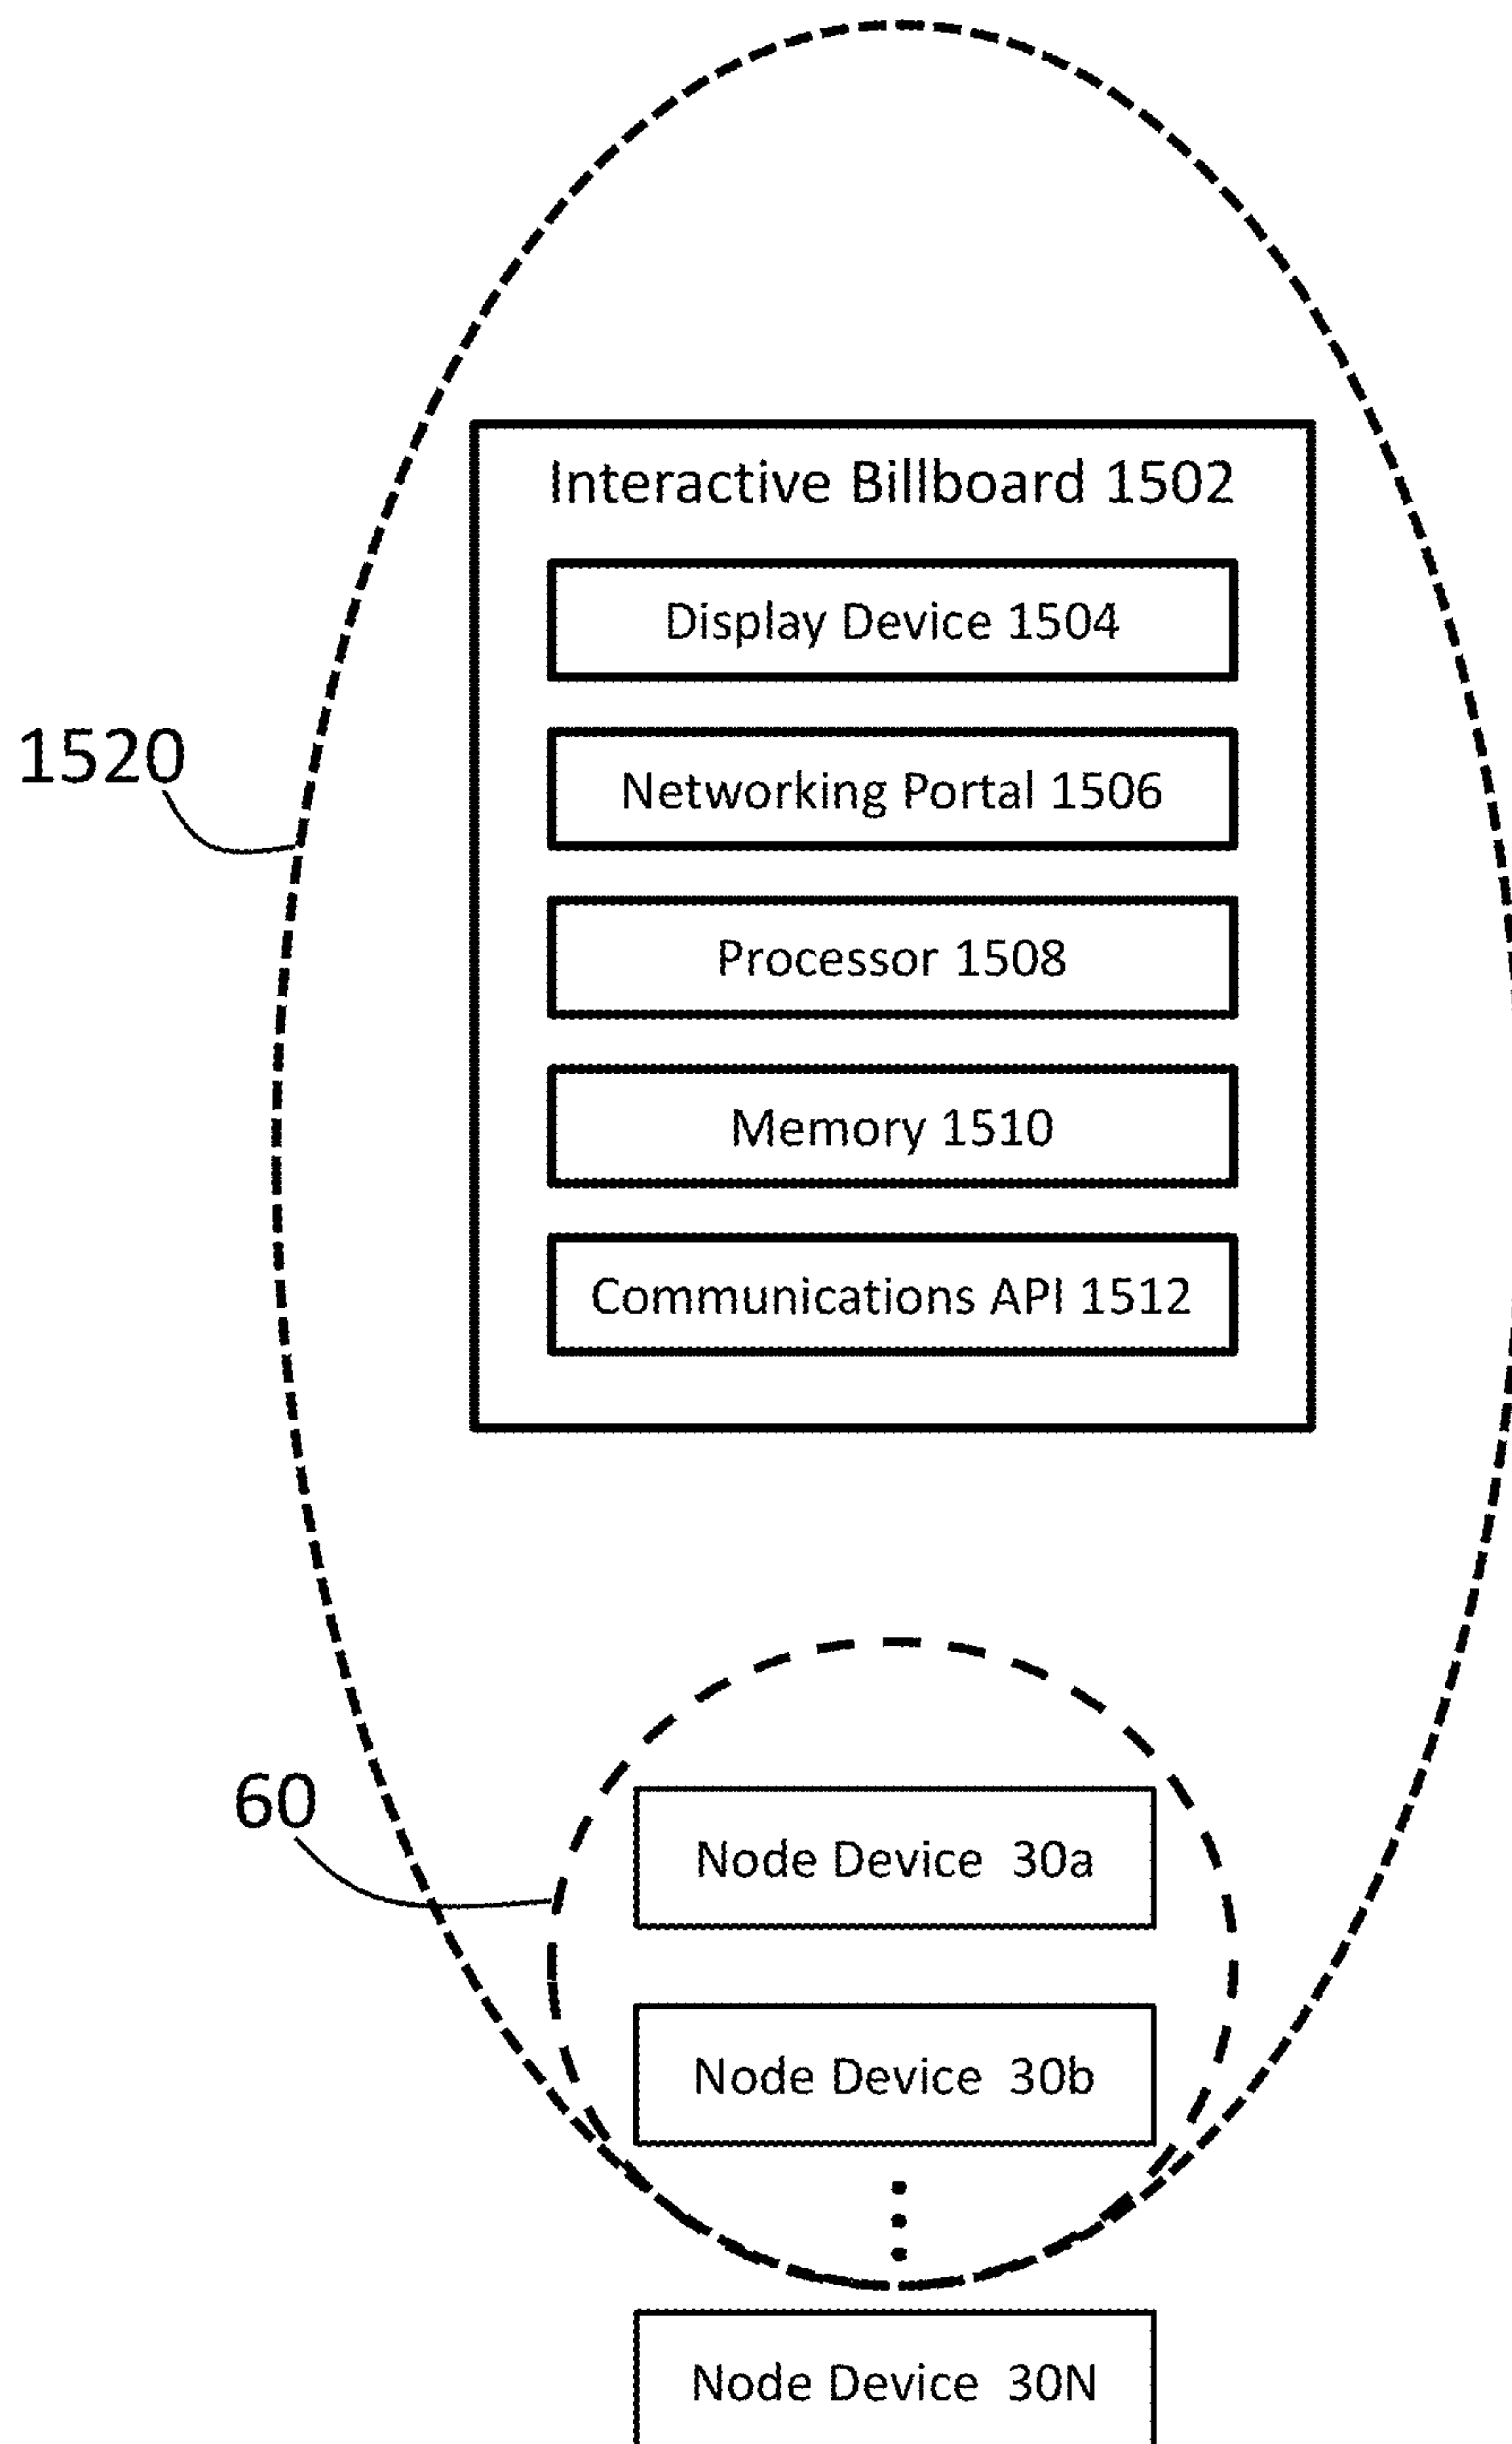 Interactive Billboard 1502
Display Device 1504
1520
Networking Portal 1506
Processor 1508
Memory 1510
Communications API 1512
60
Node Device 30a
Node Device 30b
Node Device 30N